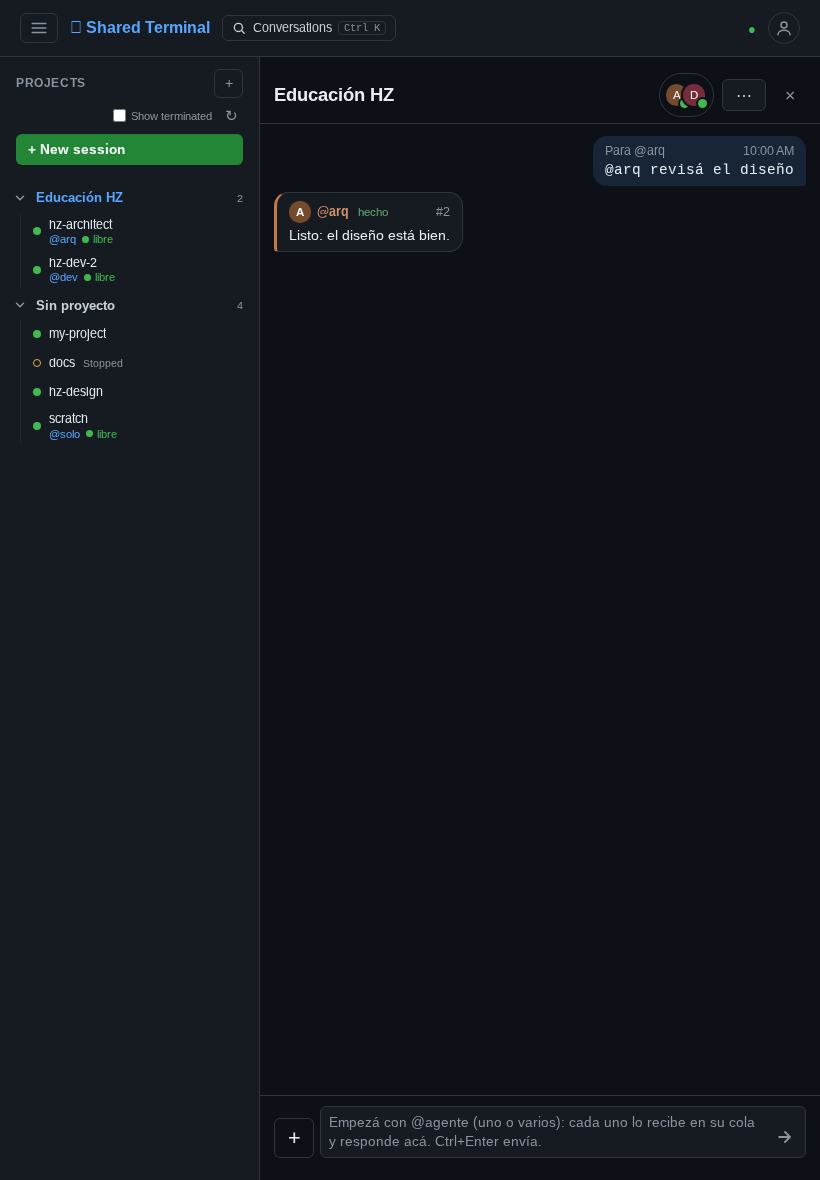 Shared Terminal
Conversations Ctrl K
PROJECTS
+
Show terminated
+ New session
Educación HZ 2
hz-architect
@arq libre
hz-dev-2
@dev libre
Sin proyecto 4
my-project
docs Stopped
hz-design
scratch
@solo libre
Educación HZ
A D
Para @arq 10:00 AM
@arq revisá el diseño
A @arq hecho #2
Listo: el diseño está bien.
+
Empezá con @agente (uno o varios): cada uno lo recibe en su cola
y responde acá. Ctrl+Enter envía.